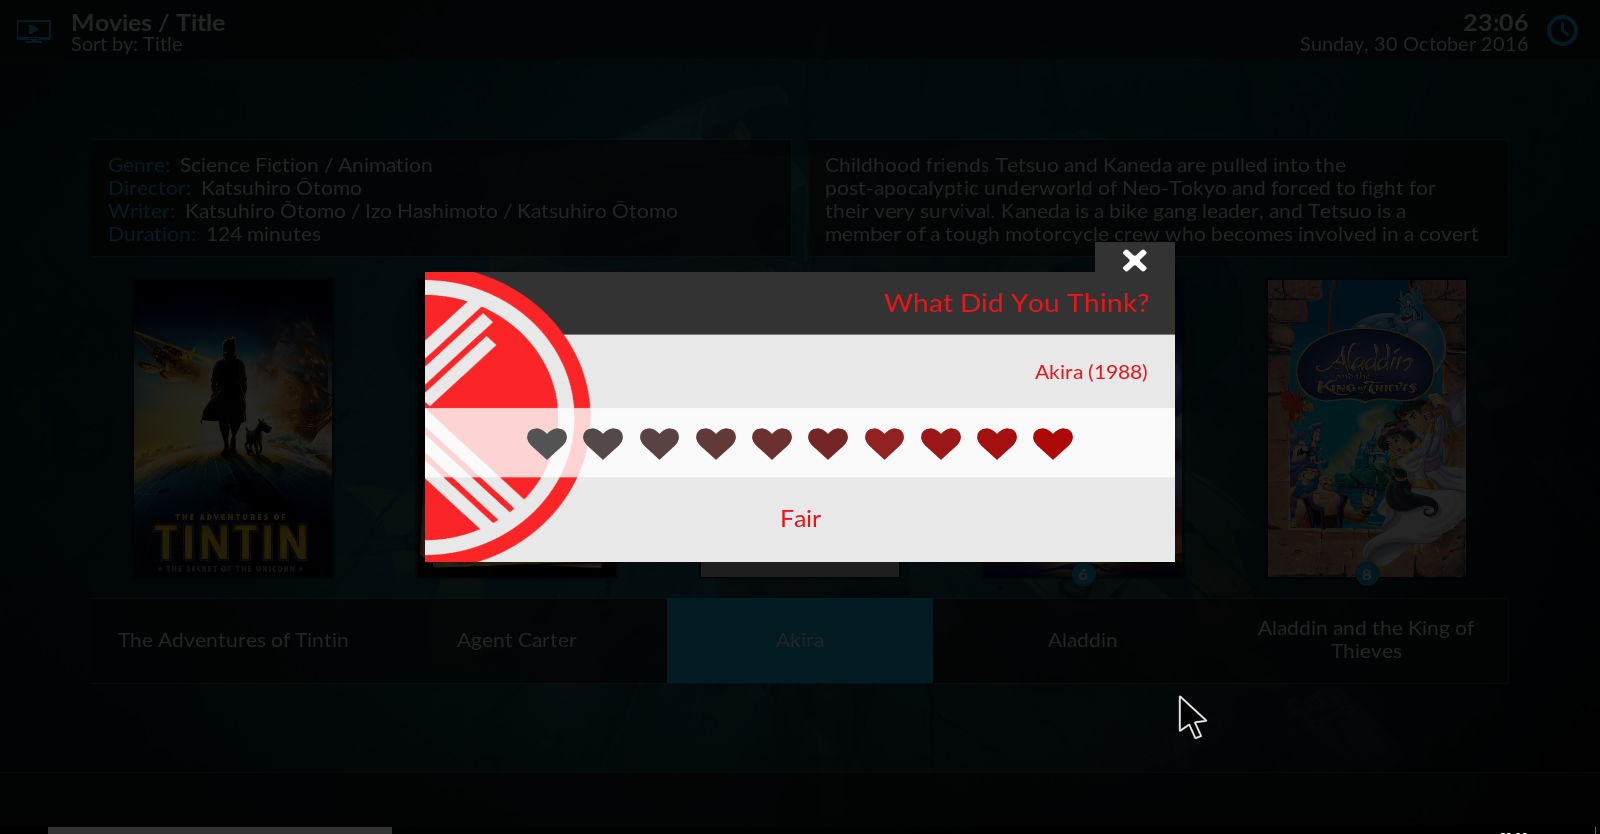 Movies / Title
Sort by: Title
23:06
Sunday, 30 October 2016
Genre: Science Fiction / Animation
Director: Katsuhiro Ōtomo
Writer: Katsuhiro Ōtomo / Izo Hashimoto / Katsuhiro Ōtomo
Duration: 124 minutes
Childhood friends Tetsuo and Kaneda are pulled into the
post-apocalyptic underworld of Neo-Tokyo and forced to fight for
their very survival. Kaneda is a bike gang leader, and Tetsuo is a
member of a tough motorcycle crew who becomes involved in a covert
What Did You Think?
Akira (1988)
Fair
THE ADVENTURES OF
TINTIN
THE SECRET OF THE UNICORN
Aladdin
AND THE
KING OF THIEVES
6
8
The Adventures of Tintin
Agent Carter
Akira
Aladdin
Aladdin and the King of
Thieves